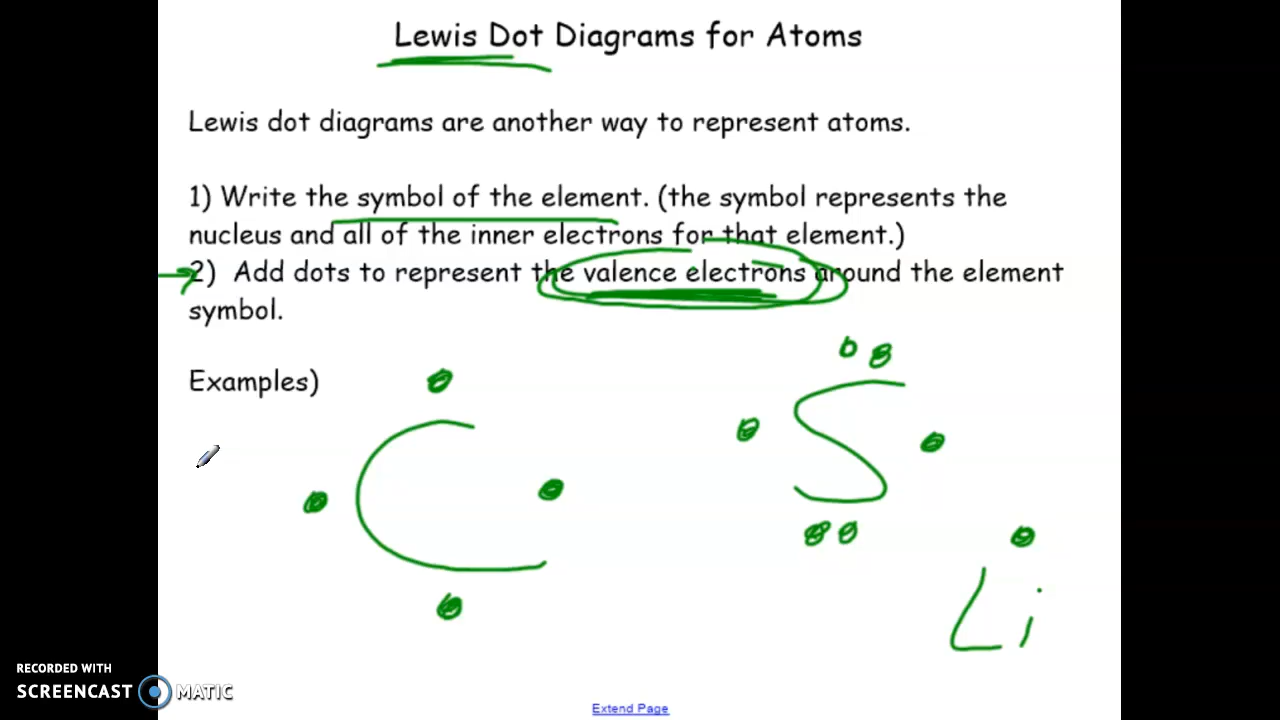 Lewis Dot Diagrams for Atoms
Lewis dot diagrams are another way to represent atoms.
1) Write the symbol of the element. (the symbol represents the
nucleus and all of the inner electrons for that element.)
2) Add dots to represent the valence electrons around the element
symbol.
Examples)
C
S
Li
RECORDED WITH
SCREENCAST MATIC
Extend Page